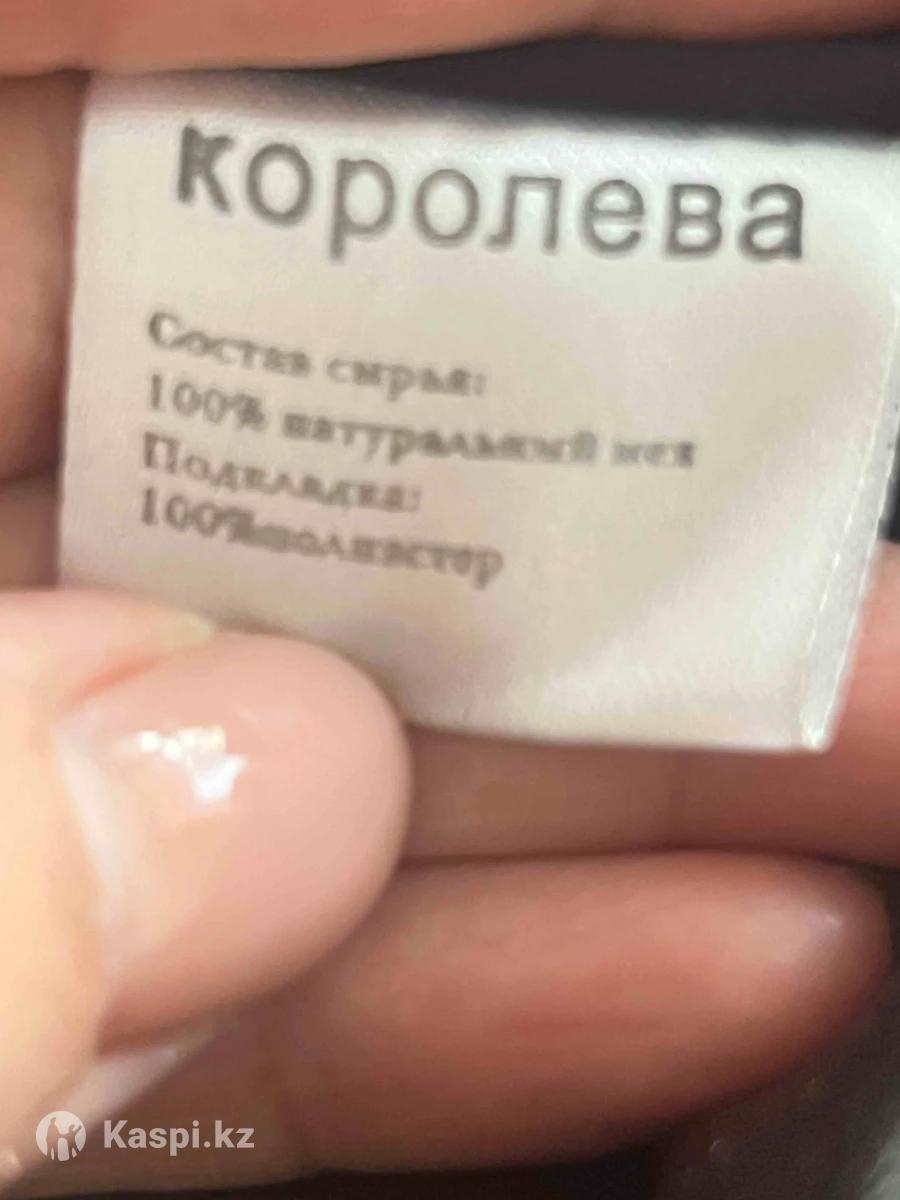 королева
Состав сырья:
100% натуральный мех
Подкладка:
100%полиэстер
Kaspi.kz